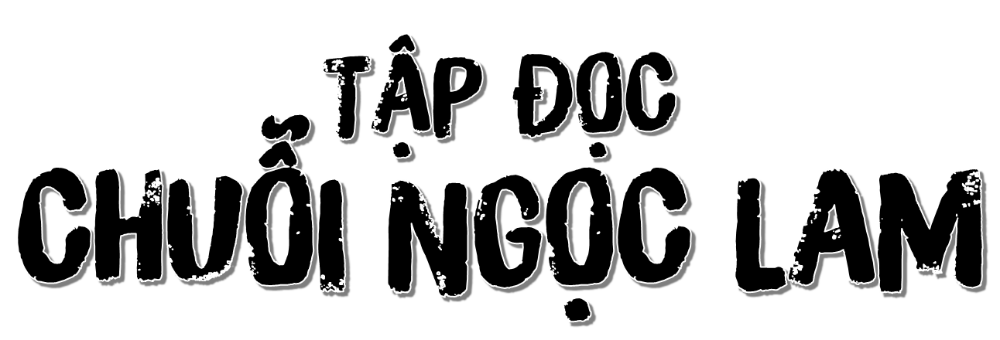 TẬP ĐỌC
CHUỖI NGỌC LAM